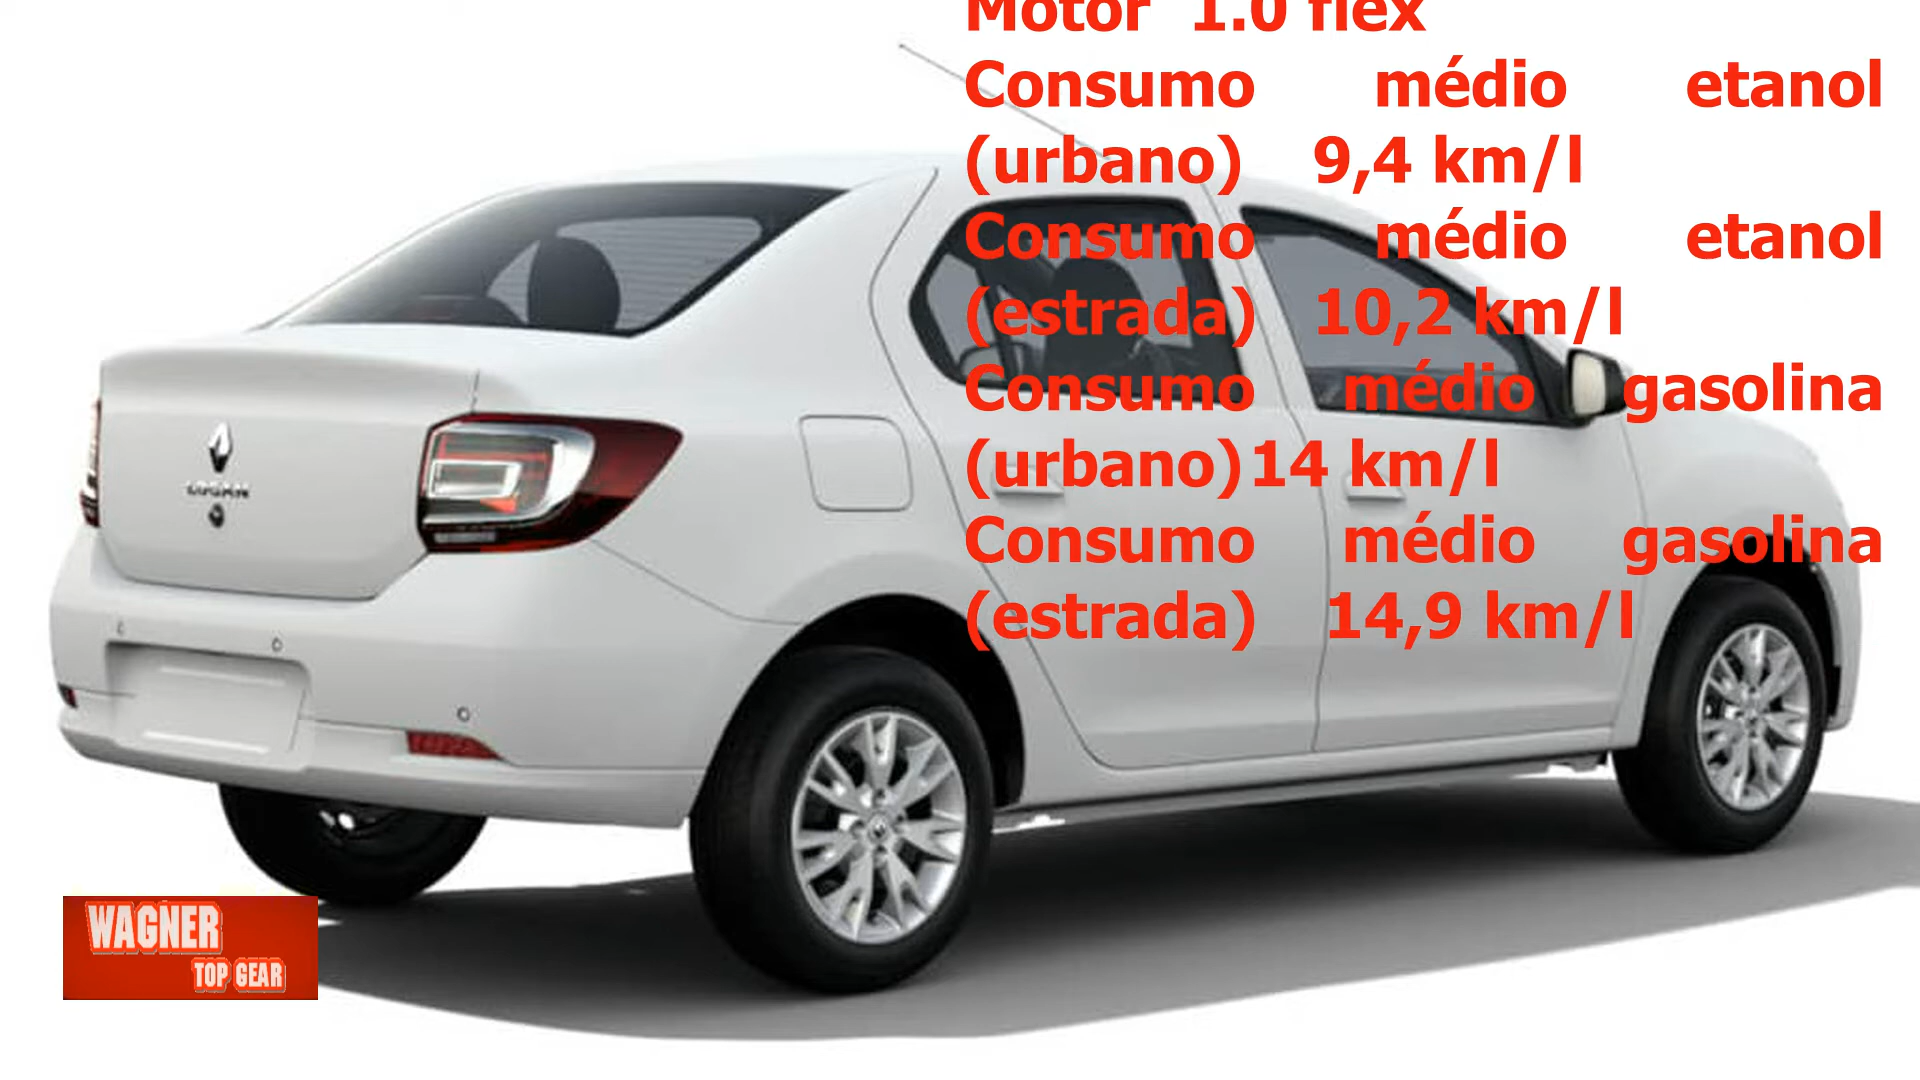 Motor 1.0 flex
Consumo médio etanol
(urbano) 9,4 km/l
Consumo médio etanol
(estrada) 10,2 km/l
Consumo médio gasolina
(urbano)14 km/l
Consumo médio gasolina
(estrada) 14,9 km/l
LOGAN
WAGNER
TOP GEAR